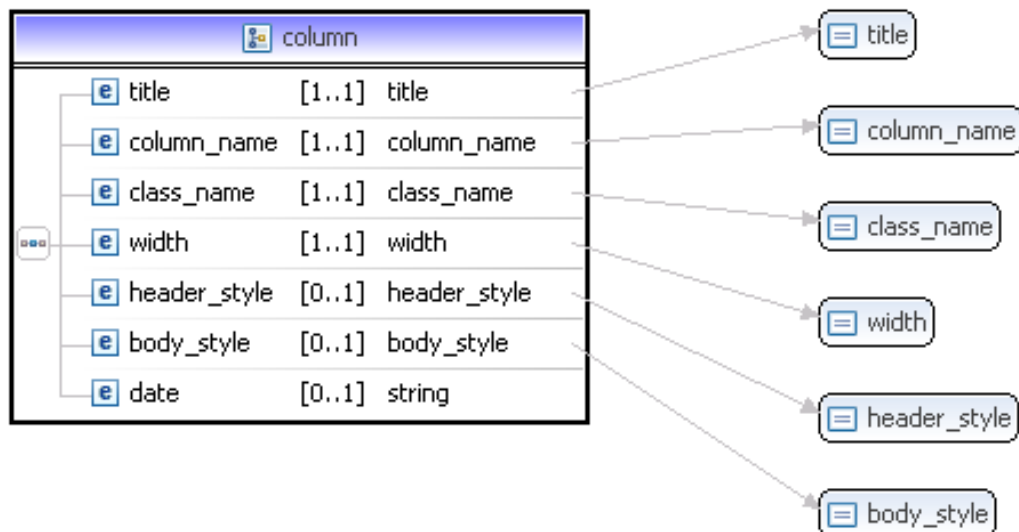 column
title [1..1] title
column_name [1..1] column_name
class_name [1..1] class_name
width [1..1] width
header_style [0..1] header_style
body_style [0..1] body_style
date [0..1] string
title
column_name
class_name
width
header_style
body_style